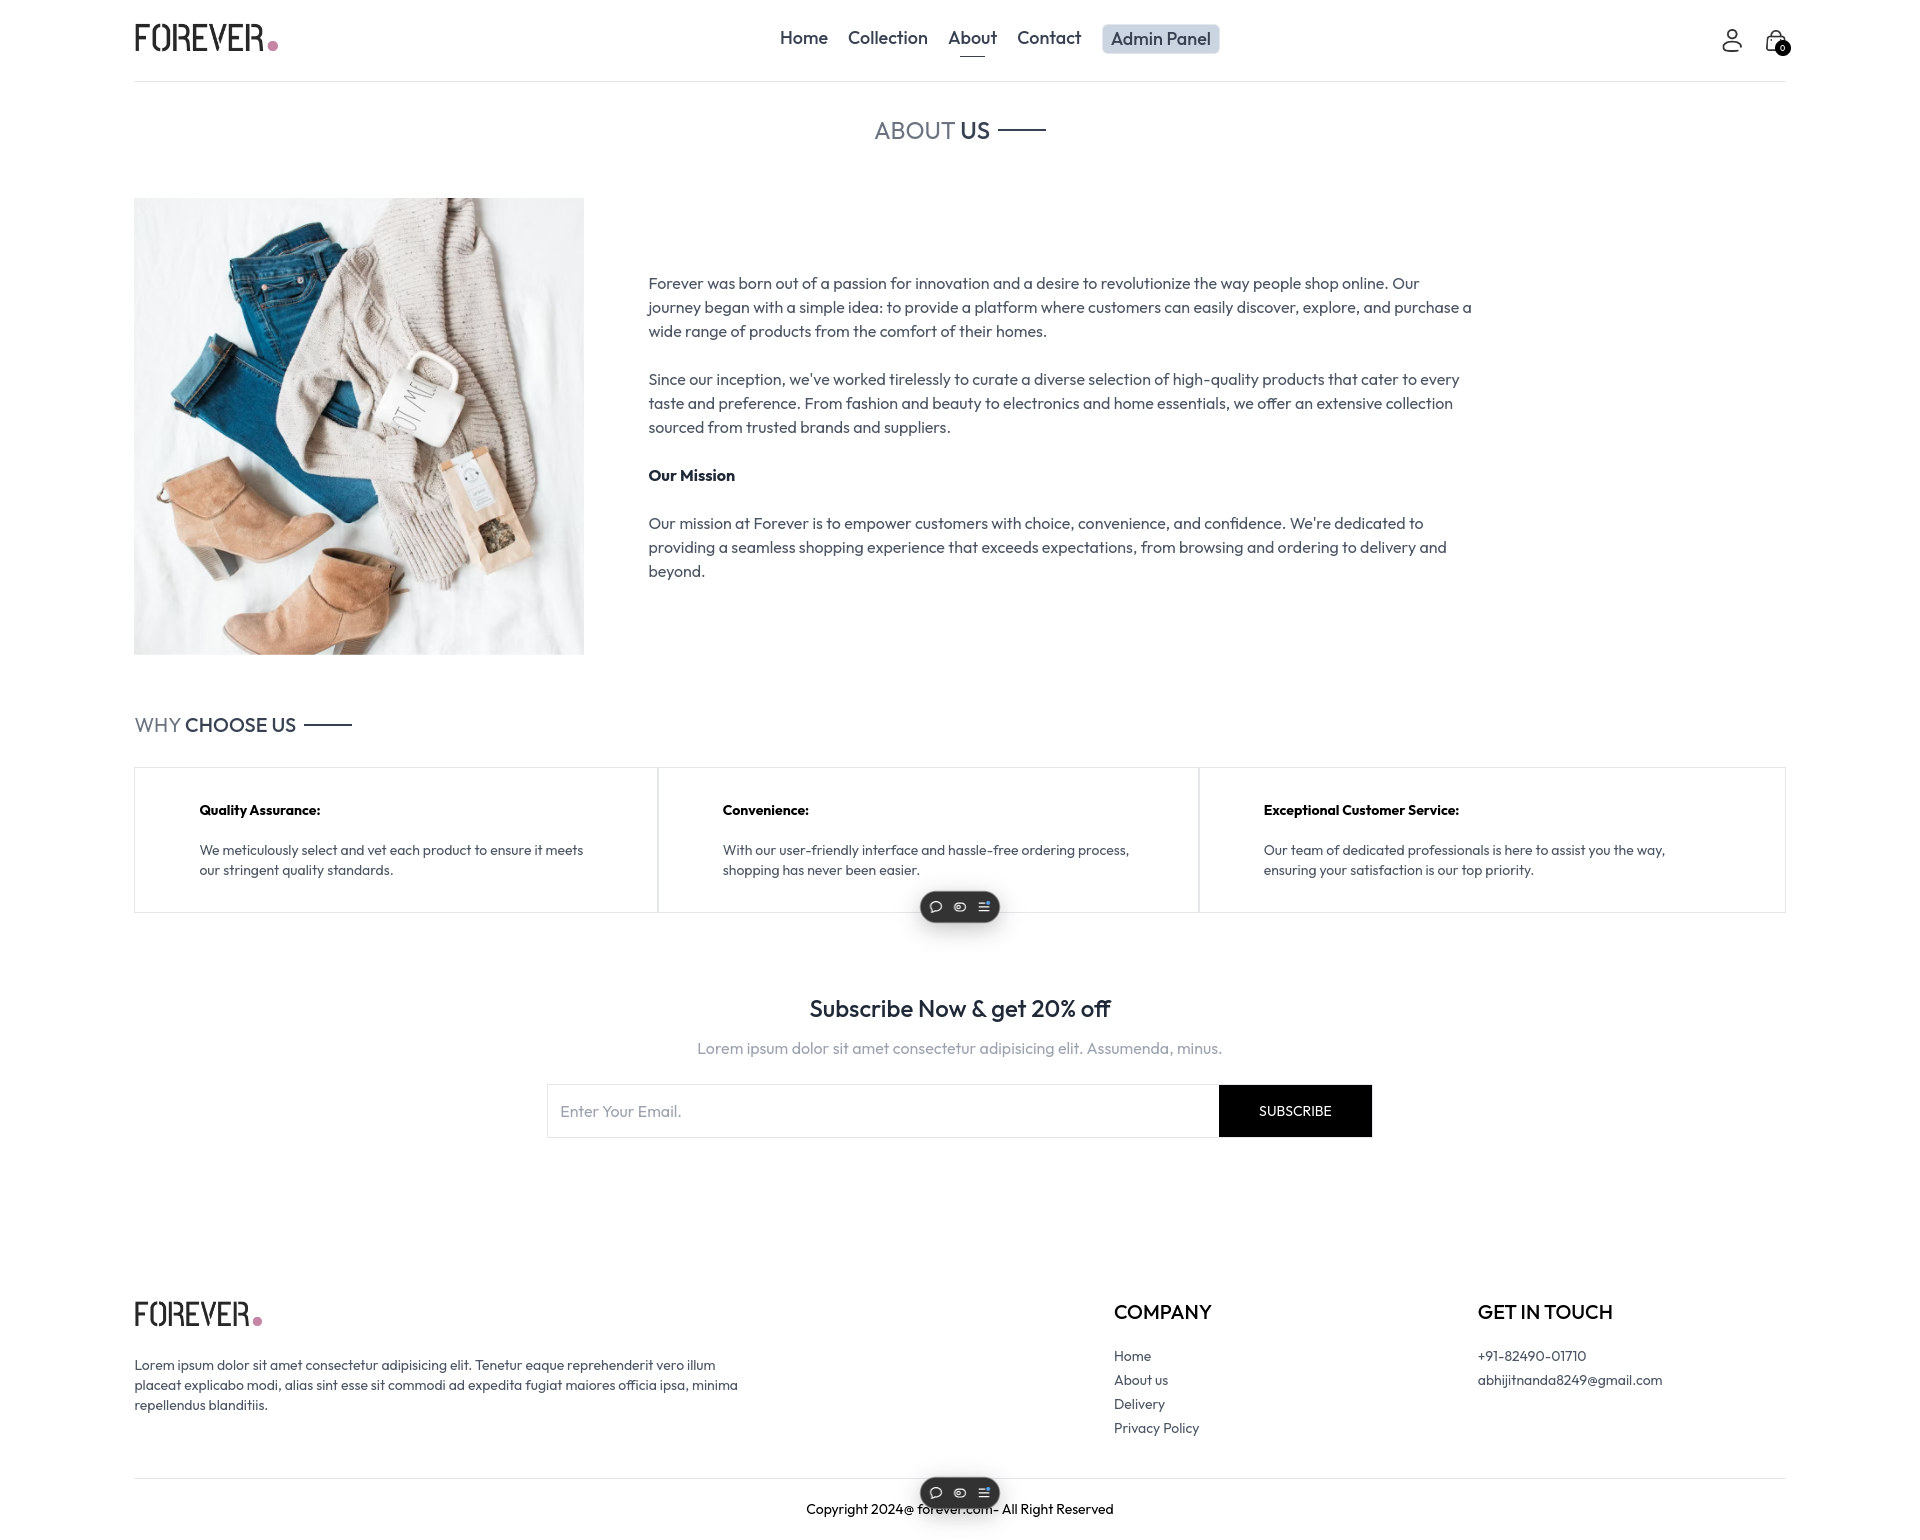 FOREVER.
Home Collection About Contact Admin Panel
0
ABOUT US
Forever was born out of a passion for innovation and a desire to revolutionize the way people shop online. Our
journey began with a simple idea: to provide a platform where customers can easily discover, explore, and purchase a
wide range of products from the comfort of their homes.
Since our inception, we've worked tirelessly to curate a diverse selection of high-quality products that cater to every
taste and preference. From fashion and beauty to electronics and home essentials, we offer an extensive collection
sourced from trusted brands and suppliers.
Our Mission
Our mission at Forever is to empower customers with choice, convenience, and confidence. We're dedicated to
providing a seamless shopping experience that exceeds expectations, from browsing and ordering to delivery and
beyond.
WHY CHOOSE US
Quality Assurance:
We meticulously select and vet each product to ensure it meets
our stringent quality standards.
Convenience:
With our user-friendly interface and hassle-free ordering process,
shopping has never been easier.
Exceptional Customer Service:
Our team of dedicated professionals is here to assist you the way,
ensuring your satisfaction is our top priority.
Subscribe Now & get 20% off
Lorem ipsum dolor sit amet consectetur adipisicing elit. Assumenda, minus.
Enter Your Email.
SUBSCRIBE
FOREVER.
Lorem ipsum dolor sit amet consectetur adipisicing elit. Tenetur eaque reprehenderit vero illum
placeat explicabo modi, alias sint esse sit commodi ad expedita fugiat maiores officia ipsa, minima
repellendus blanditiis.
COMPANY
Home
About us
Delivery
Privacy Policy
GET IN TOUCH
+91-82490-01710
abhijitnanda8249@gmail.com
Copyright 2024@ forever.com- All Right Reserved